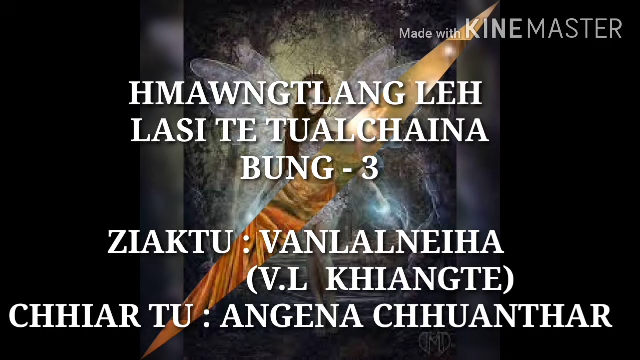 Made with KINEMASTER
HMAWNGTLANG LEH
LASI TE TUALCHAINA
BUNG - 3
ZIAKTU : VANLALNEIHA
(V.L KHIANGTE)
CHHIAR TU : ANGENA CHHUANTHAR